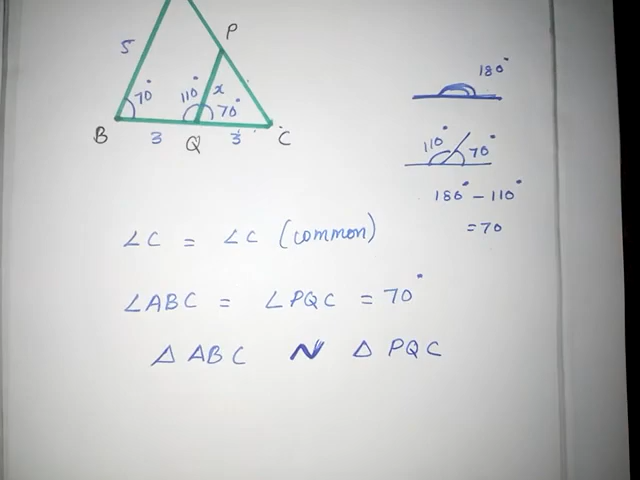 P
5
70°
110°
x
70°
B
3
Q
3
C
180°
110°
70°
180° - 110°
= 70
∠C = ∠C (common)
∠ABC = ∠PQC = 70°
△ ABC ~ △ PQC